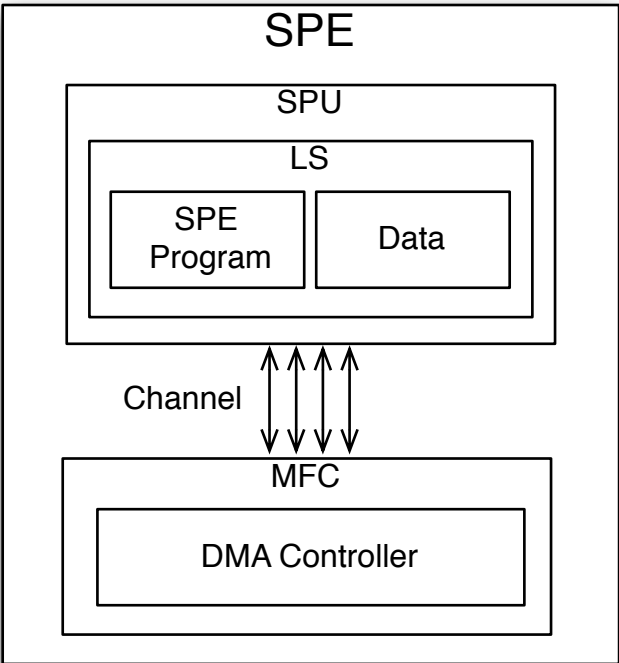 SPE
SPU
LS
SPE
Program
Data
Channel
MFC
DMA Controller